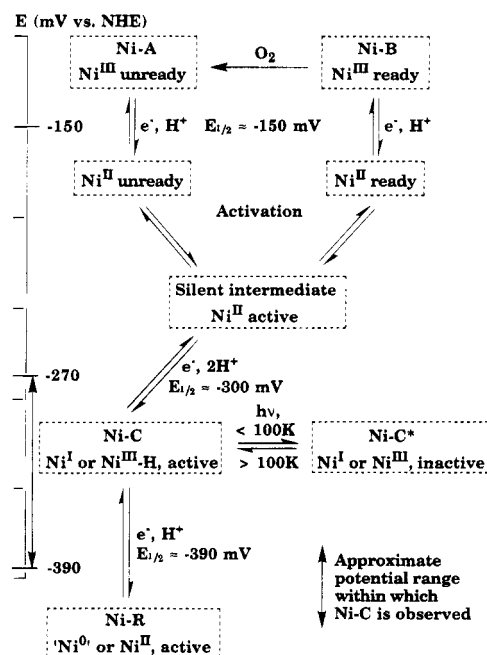 E (mV vs. NHE)
Ni-A
Ni^III unready
O₂
Ni-B
Ni^III ready
-150
e⁻, H⁺
E₁/₂ ≈ -150 mV
e⁻, H⁺
Ni^II unready
Ni^II ready
Activation
Silent intermediate
Ni^II active
-270
e⁻, 2H⁺
E₁/₂ ≈ -300 mV
hν,
< 100K
> 100K
Ni-C
Ni^I or Ni^III-H, active
Ni-C*
Ni^I or Ni^III, inactive
e⁻, H⁺
E₁/₂ ≈ -390 mV
-390
Approximate
potential range
within which
Ni-C is observed
Ni-R
'Ni^0' or Ni^II, active